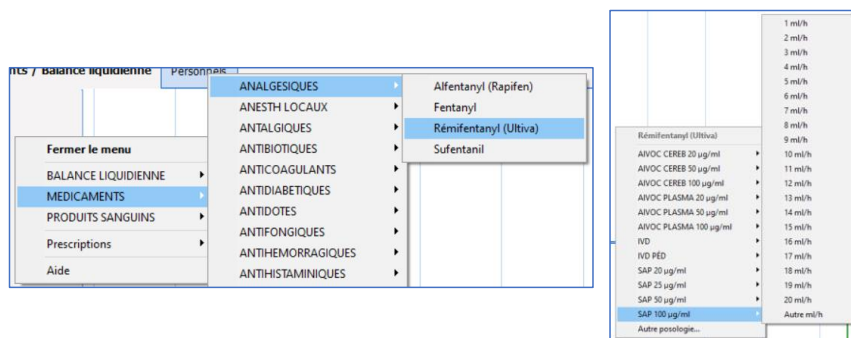 nts / Balance liquidienne
Personnels
Fermer le menu
BALANCE LIQUIDIENNE
MEDICAMENTS
PRODUITS SANGUINS
Prescriptions
Aide
ANALGESIQUES
ANESTH LOCAUX
ANTALGIQUES
ANTIBIOTIQUES
ANTICOAGULANTS
ANTIDIABETIQUES
ANTIDOTES
ANTIFONGIQUES
ANTIHEMORRAGIQUES
ANTIHISTAMINIQUES
Alfentanyl (Rapifen)
Fentanyl
Rémifentanyl (Ultiva)
Sufentanil
Rémifentanyl (Ultiva)
AIVOC CEREB 20 µg/ml
AIVOC CEREB 50 µg/ml
AIVOC CEREB 100 µg/ml
AIVOC PLASMA 20 µg/ml
AIVOC PLASMA 50 µg/ml
AIVOC PLASMA 100 µg/ml
IVD
IVD PÉD
SAP 20 µg/ml
SAP 25 µg/ml
SAP 50 µg/ml
SAP 100 µg/ml
Autre posologie...
1 ml/h
2 ml/h
3 ml/h
4 ml/h
5 ml/h
6 ml/h
7 ml/h
8 ml/h
9 ml/h
10 ml/h
11 ml/h
12 ml/h
13 ml/h
14 ml/h
15 ml/h
16 ml/h
17 ml/h
18 ml/h
19 ml/h
20 ml/h
Autre ml/h